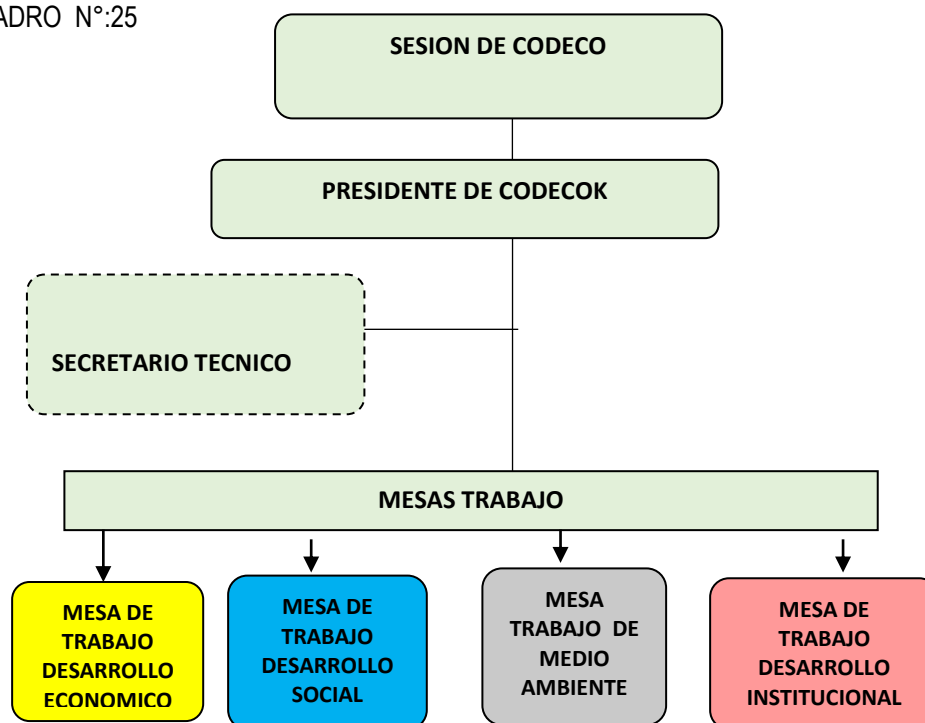 ADRO N°:25
SESION DE CODECO
PRESIDENTE DE CODECOK
SECRETARIO TECNICO
MESAS TRABAJO
MESA DE
TRABAJO
DESARROLLO
ECONOMICO
MESA DE
TRABAJO
DESARROLLO
SOCIAL
MESA
TRABAJO DE
MEDIO
AMBIENTE
MESA DE
TRABAJO
DESARROLLO
INSTITUCIONAL